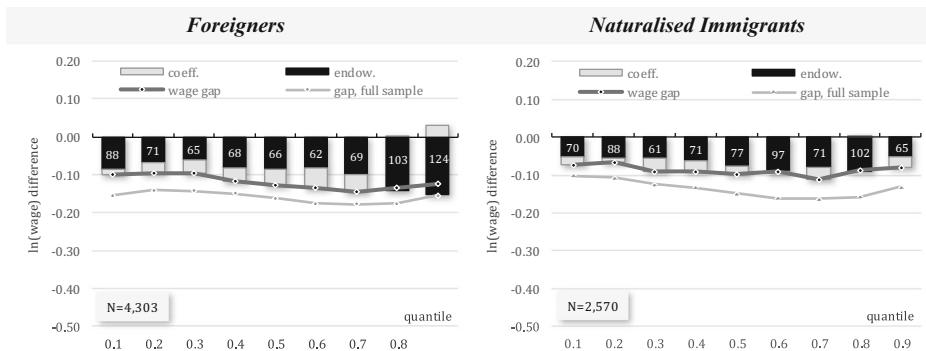 Foreigners
Naturalised Immigrants
0.20
0.10
0.00
-0.10
-0.20
-0.30
-0.40
-0.50
ln(wage) difference
coeff.
endow.
wage gap
gap, full sample
88 71 65 68 66 62 69 103 124
N=4,303
quantile
0.1 0.2 0.3 0.4 0.5 0.6 0.7 0.8
0.20
0.10
0.00
-0.10
-0.20
-0.30
-0.40
-0.50
ln(wage) difference
coeff.
endow.
wage gap
gap, full sample
70 88 61 71 77 97 71 102 65
N=2,570
quantile
0.1 0.2 0.3 0.4 0.5 0.6 0.7 0.8 0.9